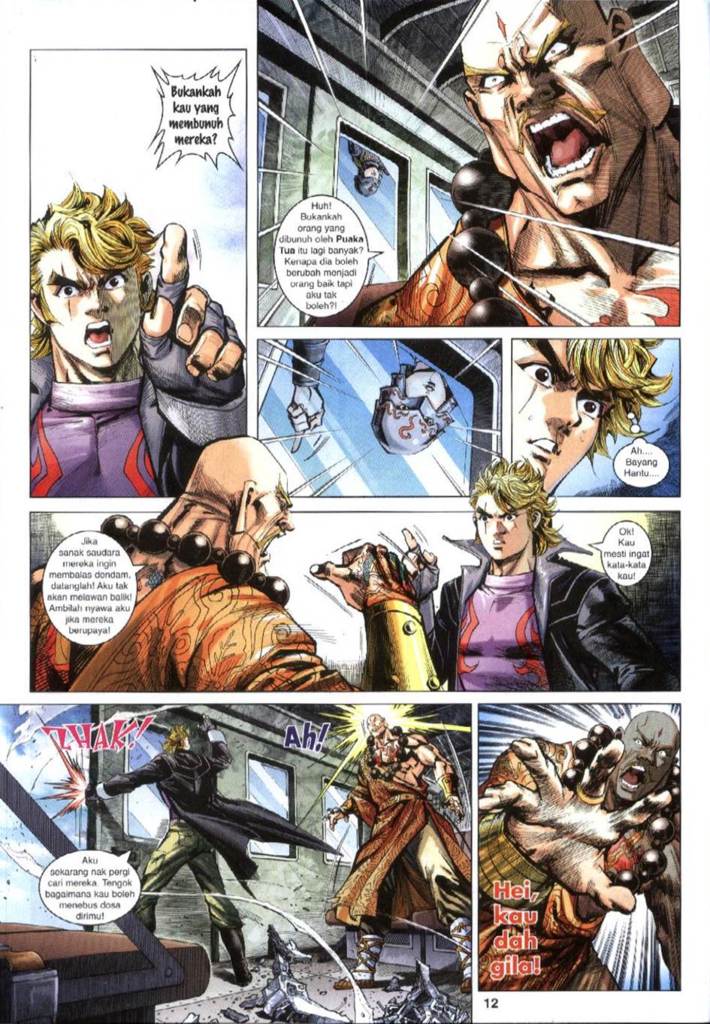 Bukankah
kau yang
membunuh
mereka?
Huh!
Bukankah
orang yang
dibunuh oleh Puaka
Tua itu lagi banyak?
Kenapa dia boleh
berubah menjadi
orang baik tapi
aku tak
boleh?!
Ah....
Bayang
Hantu....
Jika
sanak saudara
mereka ingin
membalas dendam,
datanglah! Aku tak
akan melawan balik!
Ambilah nyawa aku
jika mereka
berupaya!
Ok!
Kau
mesti ingat
kata-kata
kau!
ZHAK!
Ah!
Aku
sekarang nak pergi
cari mereka. Tengok
bagaimana kau boleh
menebus dosa
dirimu!
Hei,
kau
dah
gila!
12